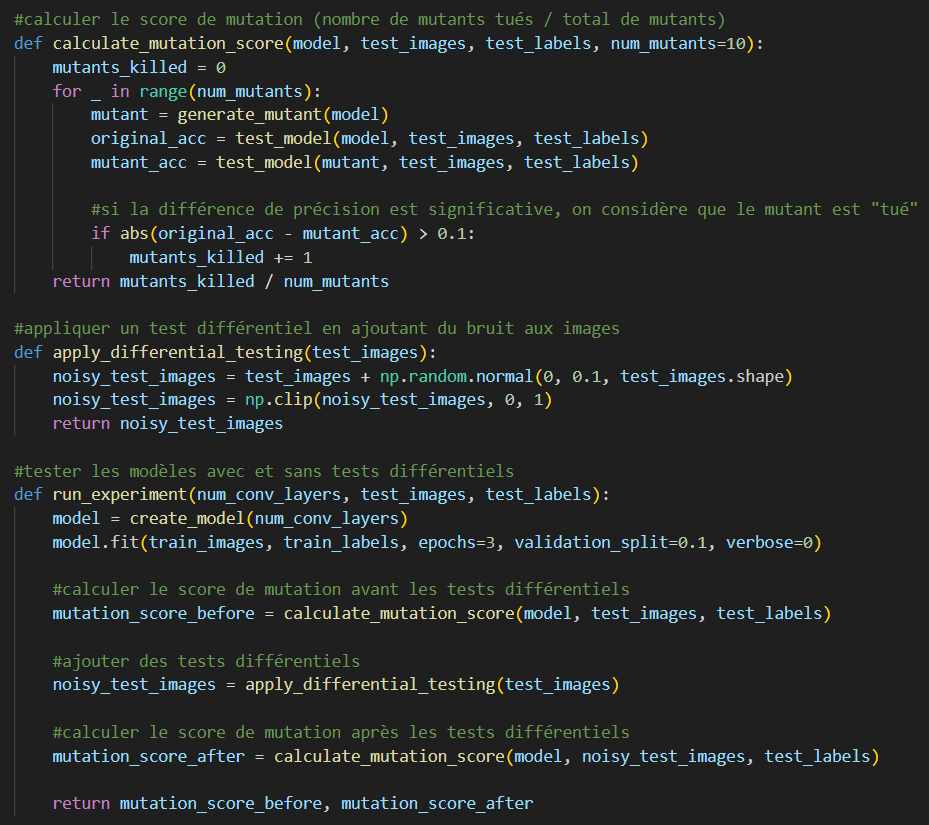 #calculer le score de mutation (nombre de mutants tués / total de mutants)
def calculate_mutation_score(model, test_images, test_labels, num_mutants=10):
    mutants_killed = 0
    for _ in range(num_mutants):
        mutant = generate_mutant(model)
        original_acc = test_model(model, test_images, test_labels)
        mutant_acc = test_model(mutant, test_images, test_labels)

        #si la différence de précision est significative, on considère que le mutant est "tué"
        if abs(original_acc - mutant_acc) > 0.1:
            mutants_killed += 1
    return mutants_killed / num_mutants

#appliquer un test différentiel en ajoutant du bruit aux images
def apply_differential_testing(test_images):
    noisy_test_images = test_images + np.random.normal(0, 0.1, test_images.shape)
    noisy_test_images = np.clip(noisy_test_images, 0, 1)
    return noisy_test_images

#tester les modèles avec et sans tests différentiels
def run_experiment(num_conv_layers, test_images, test_labels):
    model = create_model(num_conv_layers)
    model.fit(train_images, train_labels, epochs=3, validation_split=0.1, verbose=0)

    #calculer le score de mutation avant les tests différentiels
    mutation_score_before = calculate_mutation_score(model, test_images, test_labels)

    #ajouter des tests différentiels
    noisy_test_images = apply_differential_testing(test_images)

    #calculer le score de mutation après les tests différentiels
    mutation_score_after = calculate_mutation_score(model, noisy_test_images, test_labels)

    return mutation_score_before, mutation_score_after